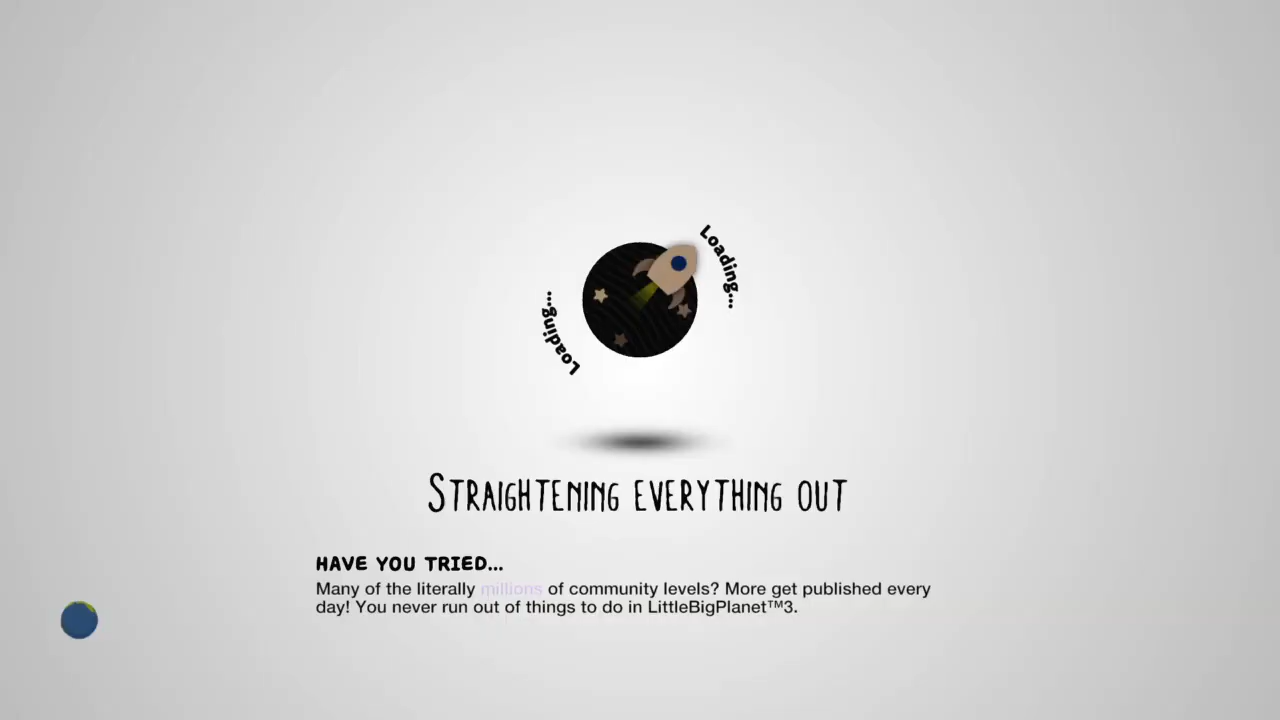 Loading...
Loading...
STRAIGHTENING EVERYTHING OUT
HAVE YOU TRIED...
Many of the literally millions of community levels? More get published every
day! You never run out of things to do in LittleBigPlanet™3.